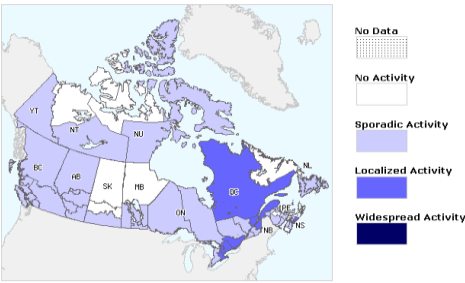 No Data
No Activity
Sporadic Activity
Localized Activity
Widespread Activity
YT
NT
NU
BC
AB
SK
MB
ON
QC
NL
PE
NB
NS